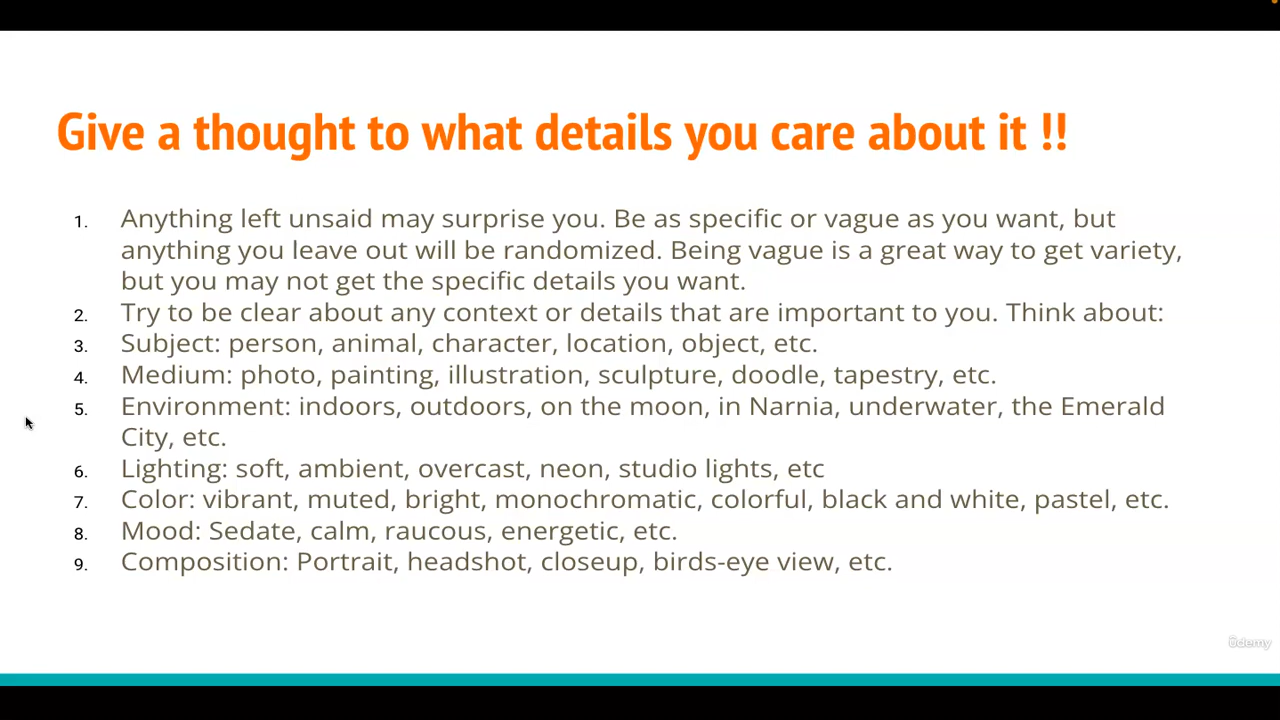 Give a thought to what details you care about it !!
1. Anything left unsaid may surprise you. Be as specific or vague as you want, but
anything you leave out will be randomized. Being vague is a great way to get variety,
but you may not get the specific details you want.
2. Try to be clear about any context or details that are important to you. Think about:
3. Subject: person, animal, character, location, object, etc.
4. Medium: photo, painting, illustration, sculpture, doodle, tapestry, etc.
5. Environment: indoors, outdoors, on the moon, in Narnia, underwater, the Emerald
City, etc.
6. Lighting: soft, ambient, overcast, neon, studio lights, etc
7. Color: vibrant, muted, bright, monochromatic, colorful, black and white, pastel, etc.
8. Mood: Sedate, calm, raucous, energetic, etc.
9. Composition: Portrait, headshot, closeup, birds-eye view, etc.
ûdemy